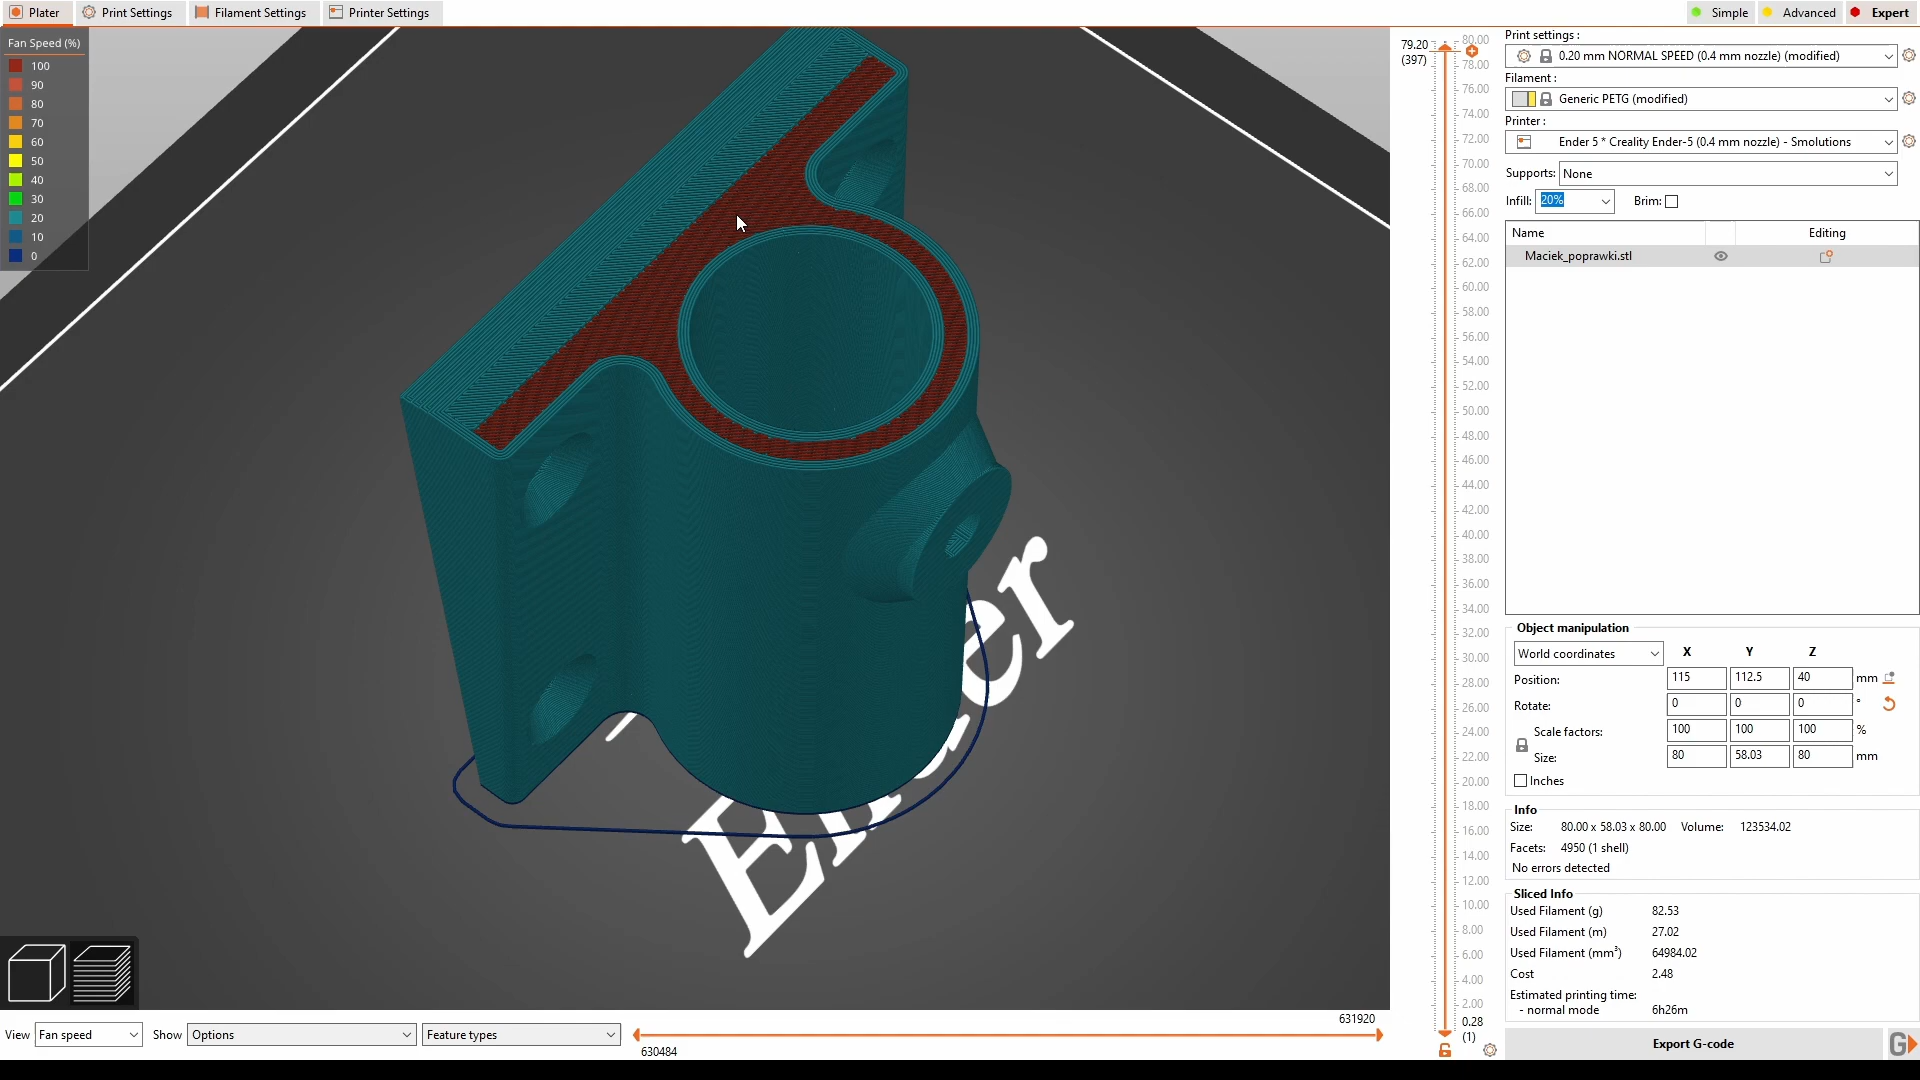 Plater
Print Settings
Filament Settings
Printer Settings
Simple
Advanced
Expert
Fan Speed (%)
100
90
80
70
60
50
40
30
20
10
0
79.20
(397)
80.00
78.00
76.00
74.00
72.00
70.00
68.00
66.00
64.00
62.00
60.00
58.00
56.00
54.00
52.00
50.00
48.00
46.00
44.00
42.00
40.00
38.00
36.00
34.00
32.00
30.00
28.00
26.00
24.00
22.00
20.00
18.00
16.00
14.00
12.00
10.00
8.00
6.00
4.00
2.00
0.28
(1)
Print settings :
0.20 mm NORMAL SPEED (0.4 mm nozzle) (modified)
Filament :
Generic PETG (modified)
Printer :
Ender 5 * Creality Ender-5 (0.4 mm nozzle) - Smolutions
Supports: None
Infill: 20% Brim:
Name Editing
Maciek_poprawki.stl
Object manipulation
World coordinates X Y Z
Position: 115 112.5 40 mm
Rotate: 0 0 0 °
Scale factors: 100 100 100 %
Size: 80 58.03 80 mm
Inches
Info
Size: 80.00 x 58.03 x 80.00 Volume: 123534.02
Facets: 4950 (1 shell)
No errors detected
Sliced Info
Used Filament (g) 82.53
Used Filament (m) 27.02
Used Filament (mm³) 64984.02
Cost 2.48
Estimated printing time:
- normal mode 6h26m
Export G-code
G
View Fan speed Show Options Feature types
631920
630484